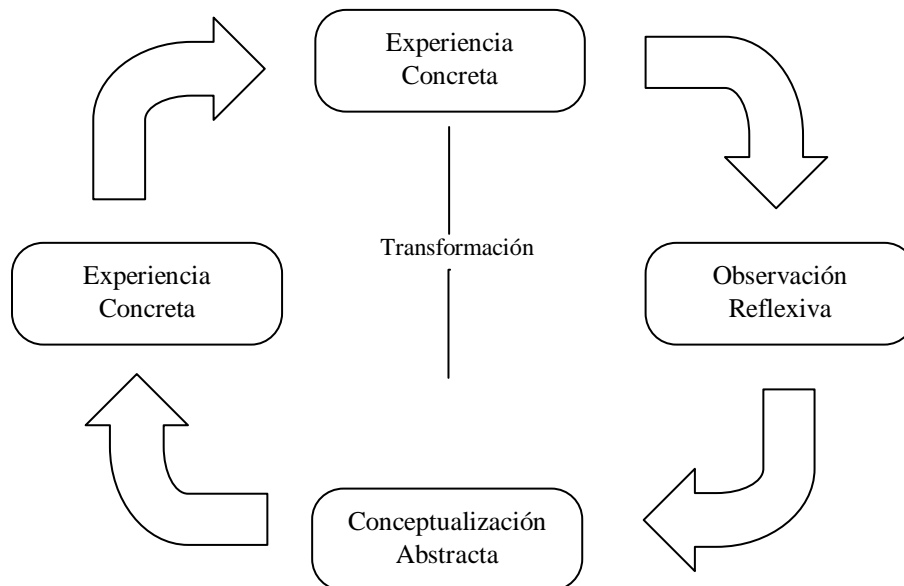 Experiencia
Concreta
Transformación
Experiencia
Concreta
Observación
Reflexiva
Conceptualización
Abstracta